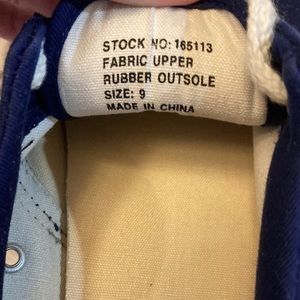 STOCK NO: 165113
FABRIC UPPER
RUBBER OUTSOLE
SIZE: 9
MADE IN CHINA